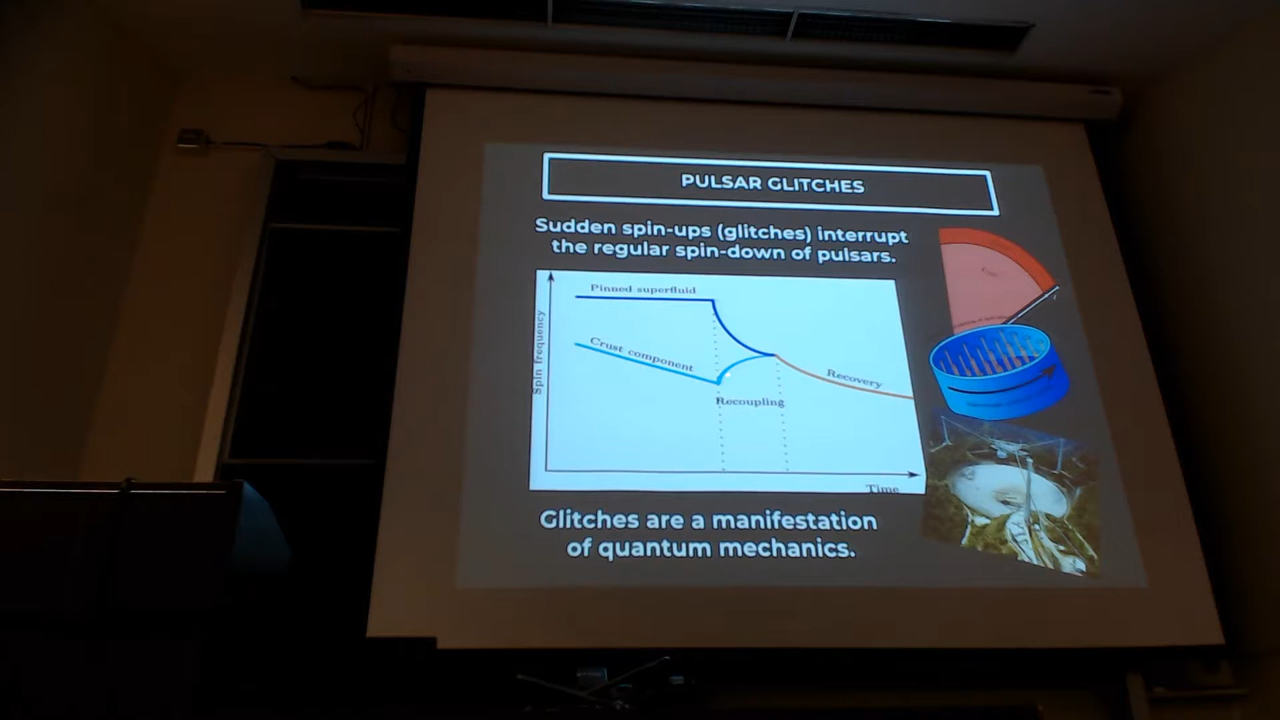 PULSAR GLITCHES
Sudden spin-ups (glitches) interrupt
the regular spin-down of pulsars.
Pinned superfluid
Crust component
Spin frequency
Recoupling
Recovery
Time
Glitches are a manifestation
of quantum mechanics.